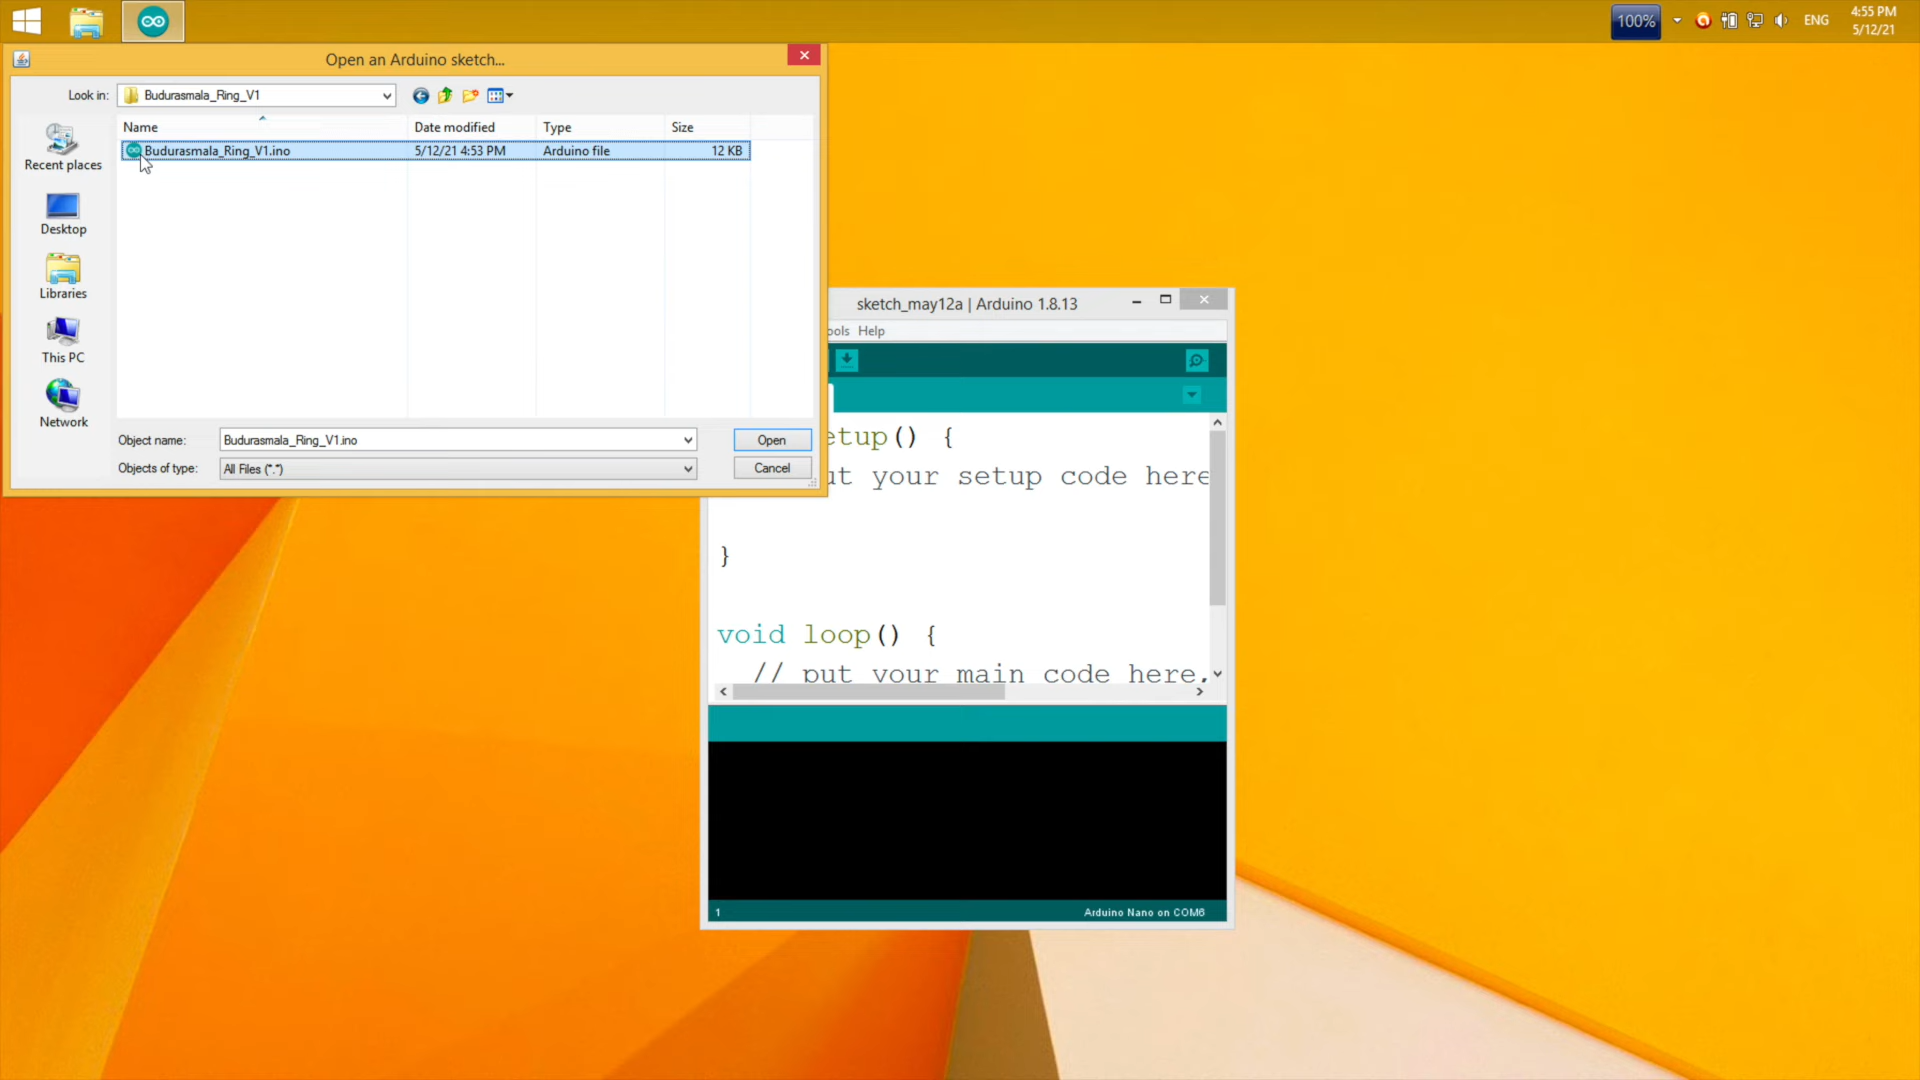 100%
ENG
4:55 PM
5/12/21
Open an Arduino sketch...
Look in:
Budurasmala_Ring_V1
Name
Date modified
Type
Size
Budurasmala_Ring_V1.ino
5/12/21 4:53 PM
Arduino file
12 KB
Recent places
Desktop
Libraries
This PC
Network
Object name:
Budurasmala_Ring_V1.ino
Open
Objects of type:
All Files (*.*)
Cancel
sketch_may12a | Arduino 1.8.13
ools Help
etup() {
ut your setup code here
}
void loop() {
// put your main code here,
1
Arduino Nano on COM6